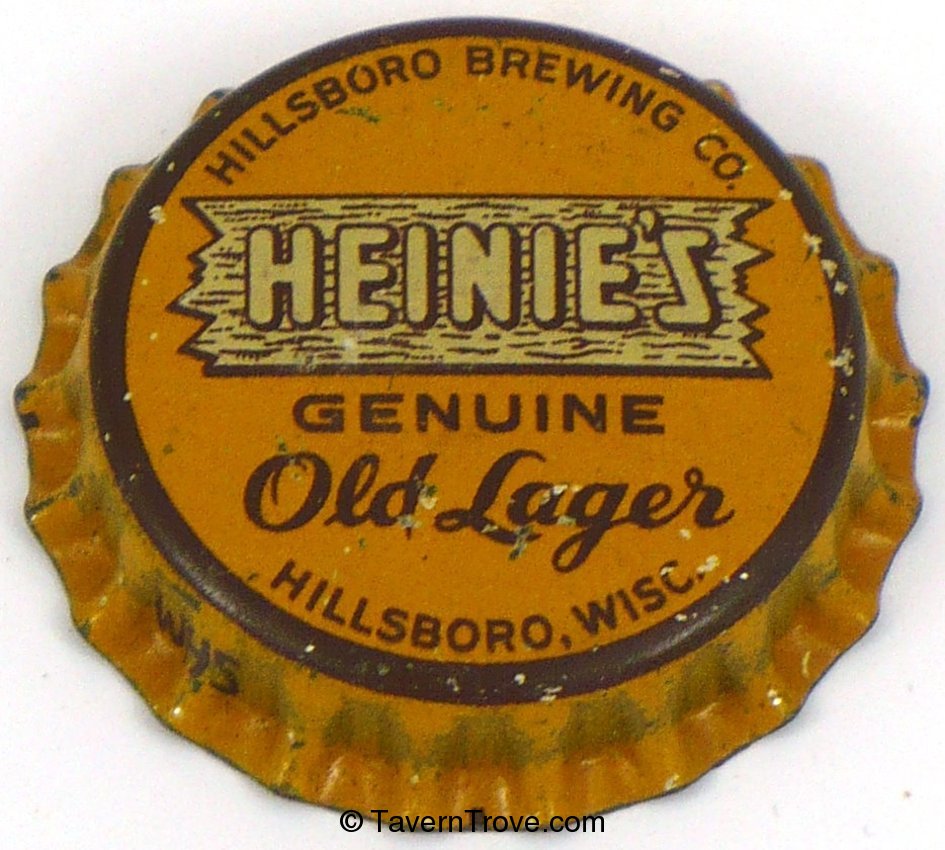 HILLSBORO BREWING CO.
HEINIE'S
GENUINE
Old Lager
HILLSBORO, WISC.
© TavernTrove.com